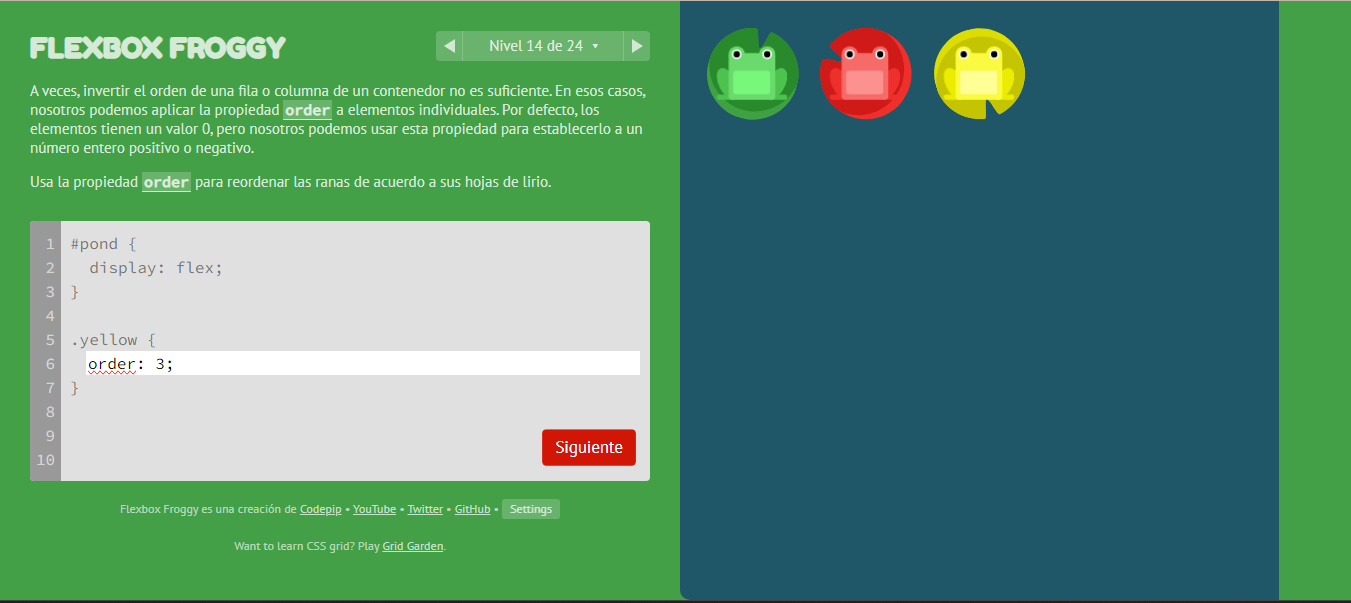 FLEXBOX FROGGY
◀ Nivel 14 de 24 ▾ ▶
A veces, invertir el orden de una fila o columna de un contenedor no es suficiente. En esos casos,
nosotros podemos aplicar la propiedad order a elementos individuales. Por defecto, los
elementos tienen un valor 0, pero nosotros podemos usar esta propiedad para establecerlo a un
número entero positivo o negativo.
Usa la propiedad order para reordenar las ranas de acuerdo a sus hojas de lirio.
1 #pond {
2   display: flex;
3 }
4
5 .yellow {
6   order: 3;
7 }
8
9
10
Siguiente
Flexbox Froggy es una creación de Codepip • YouTube • Twitter • GitHub • Settings
Want to learn CSS grid? Play Grid Garden.